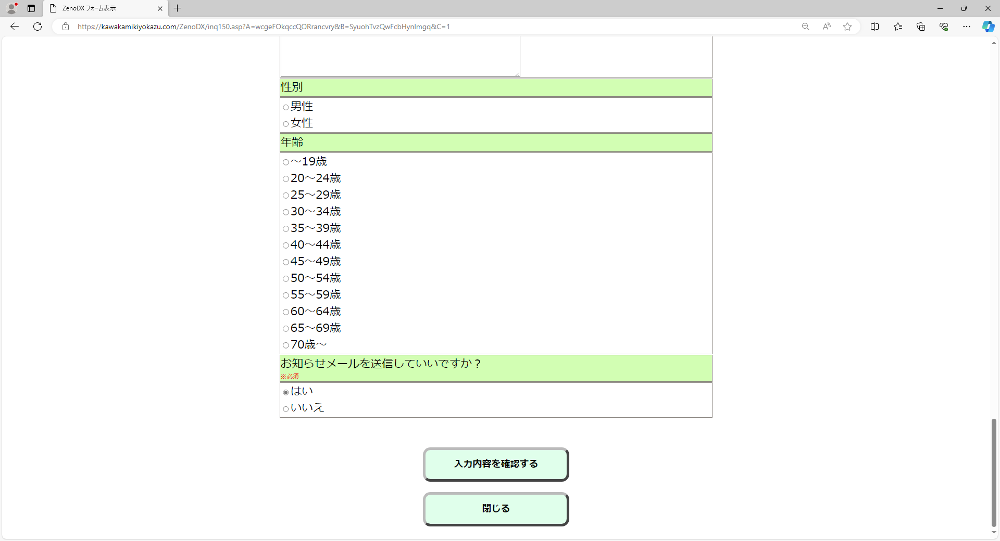 ZenoDX フォーム表示
https://kawakamikiyokazu.com/ZenoDX/inq150.asp?A=wcgeFOkqccQORrancvry&B=SyuohTvzQwFcbHynImgq&C=1
性別
男性
女性
年齢
～19歳
20～24歳
25～29歳
30～34歳
35～39歳
40～44歳
45～49歳
50～54歳
55～59歳
60～64歳
65～69歳
70歳～
お知らせメールを送信していいですか？
※必須
はい
いいえ
入力内容を確認する
閉じる